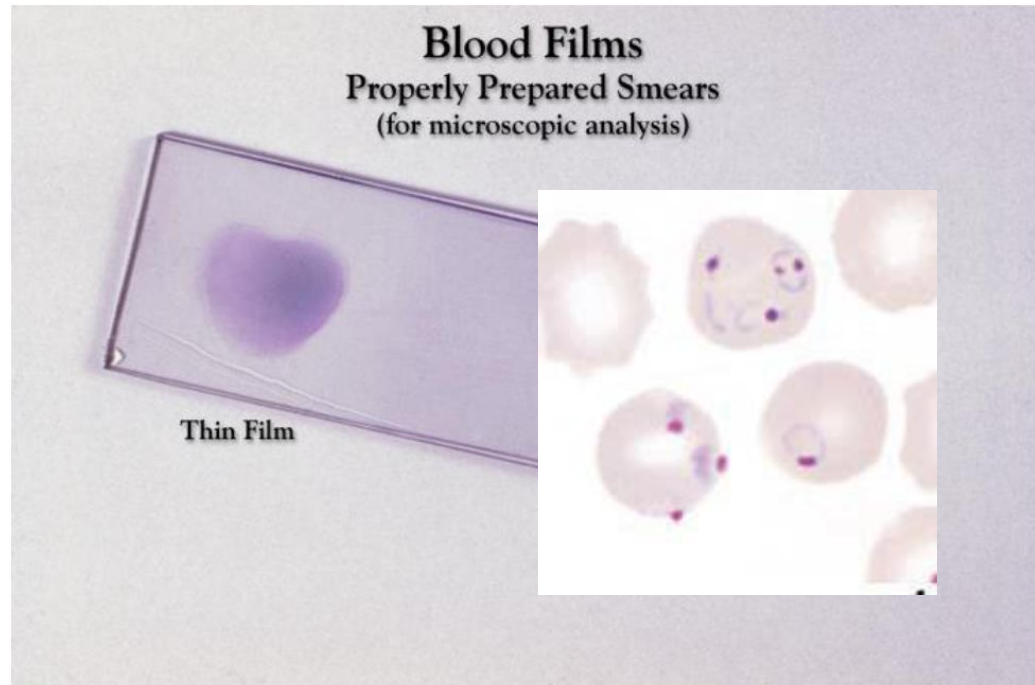 Blood Films
Properly Prepared Smears
(for microscopic analysis)
Thin Film